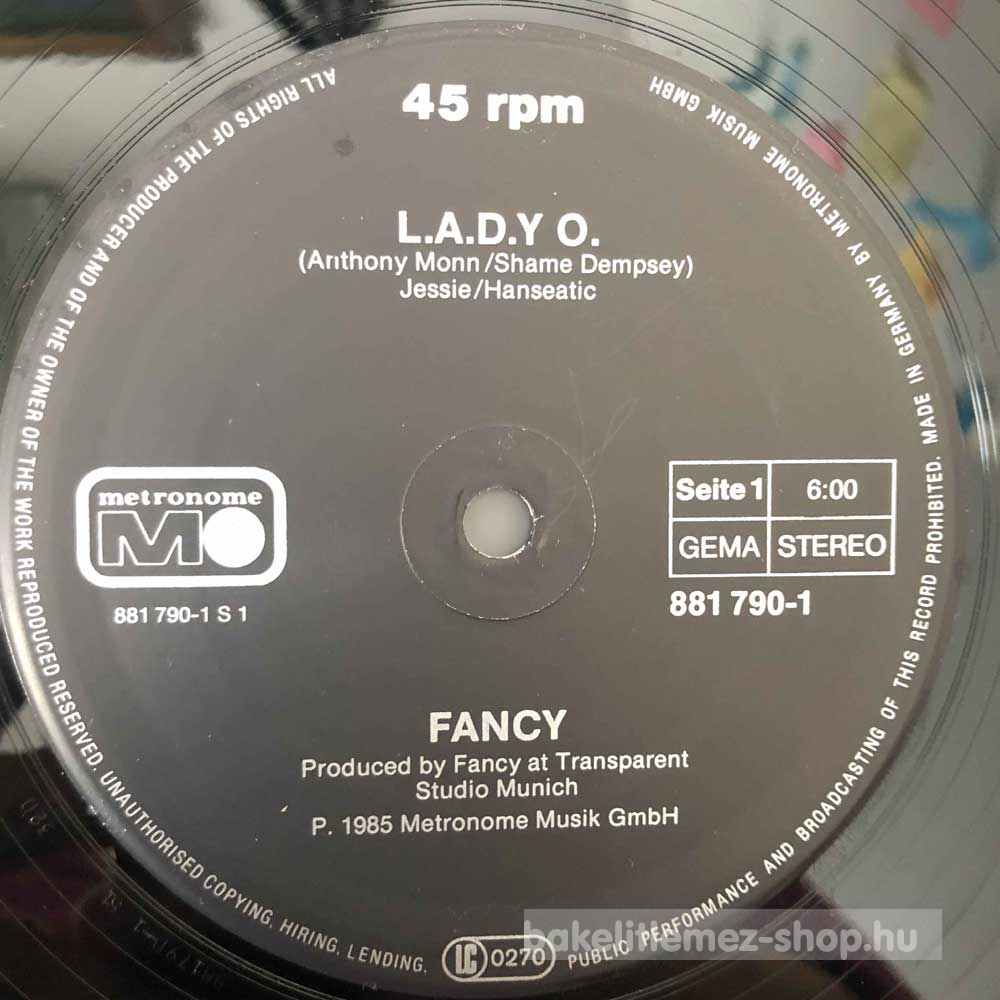 45 rpm
L.A.D.Y O.
(Anthony Monn/Shame Dempsey)
Jessie/Hanseatic
metronome
MO
881 790-1 S 1
Seite 1 6:00
GEMA STEREO
881 790-1
FANCY
Produced by Fancy at Transparent
Studio Munich
P. 1985 Metronome Musik GmbH
ALL RIGHTS OF THE PRODUCER AND OF THE OWNER OF THE WORK REPRODUCED RESERVED. UNAUTHORISED COPYING, HIRING, LENDING, LC 0270 PUBLIC PERFORMANCE AND BROADCASTING OF THIS RECORD PROHIBITED. MADE IN GERMANY BY METRONOME MUSIK GMBH
bakelitlemez-shop.hu